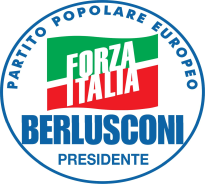 PARTITO POPOLARE EUROPEO
FORZA
ITALIA
BERLUSCONI
PRESIDENTE